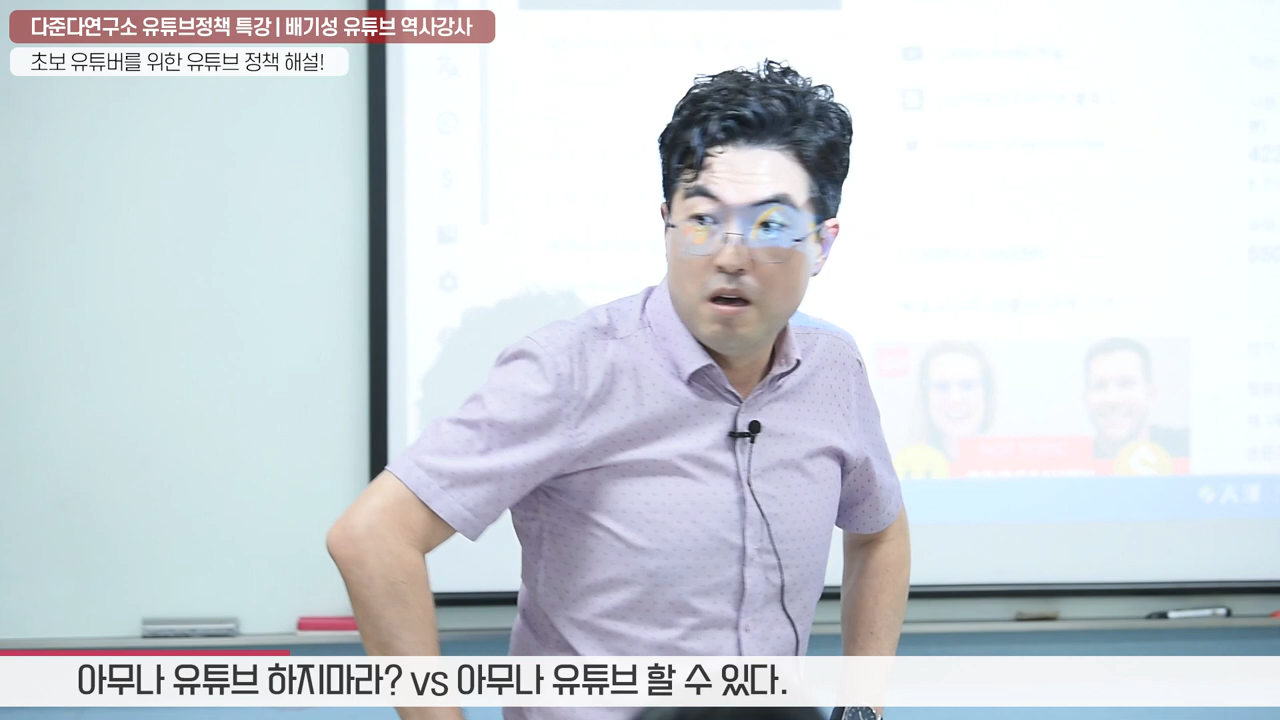 다준다연구소 유튜브정책 특강 | 배기성 유튜브 역사강사
초보 유튜버를 위한 유튜브 정책 해설!
아무나 유튜브 하지마라? vs 아무나 유튜브 할 수 있다.